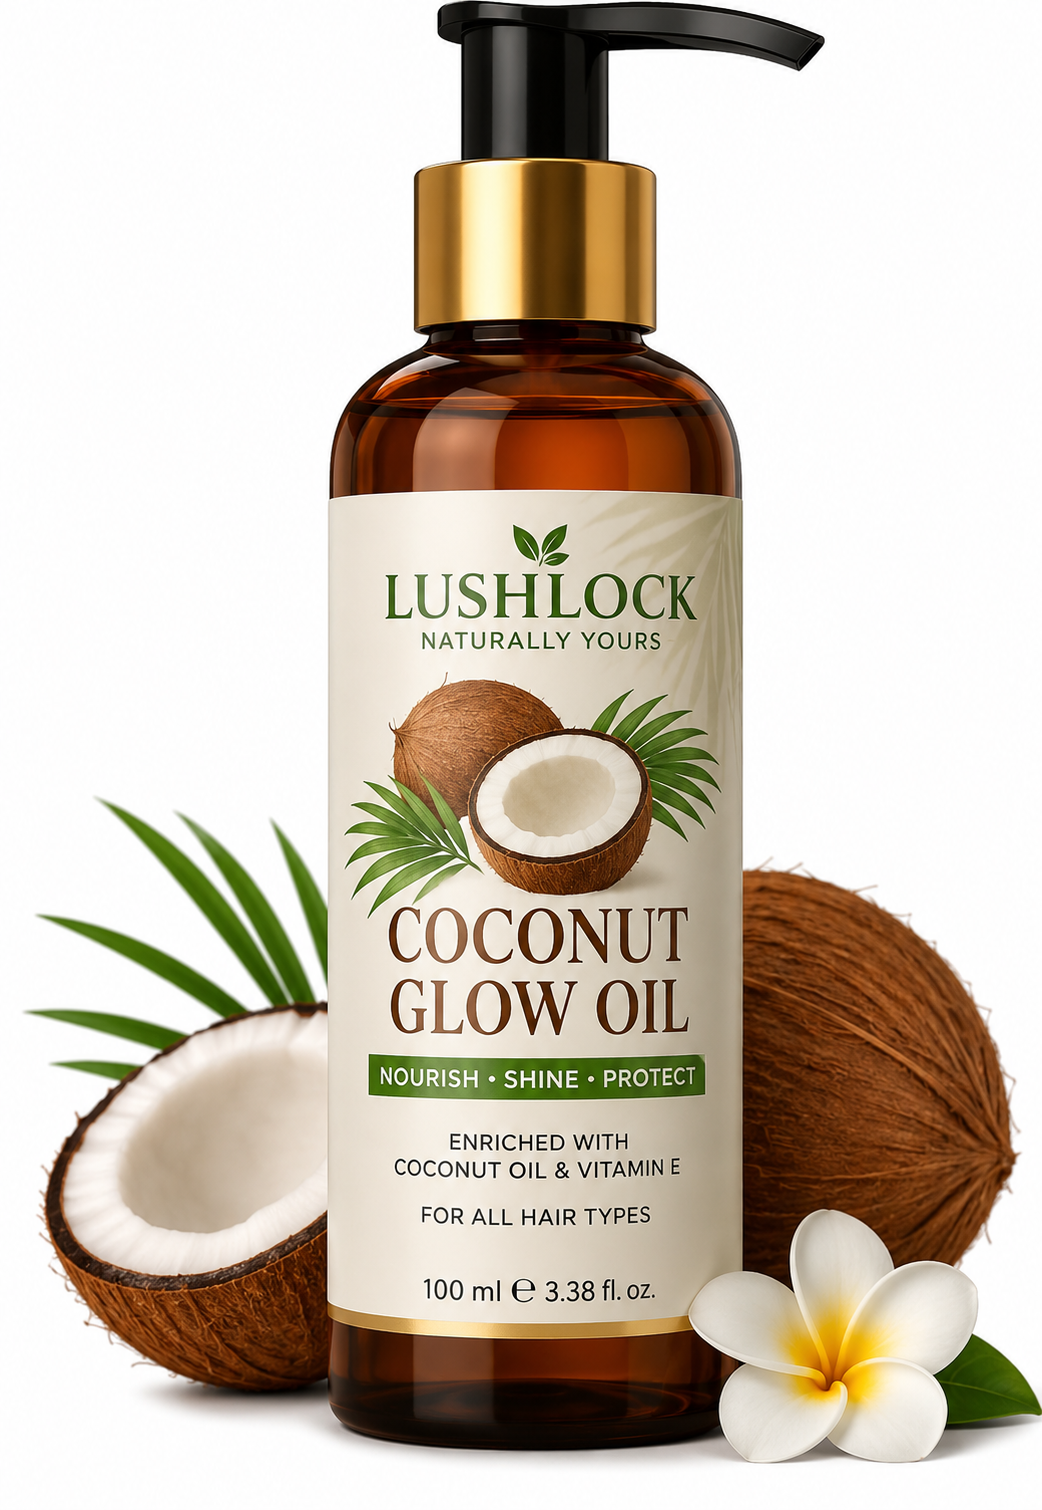 LUSHLOCK
NATURALLY YOURS
COCONUT
GLOW OIL
NOURISH • SHINE • PROTECT
ENRICHED WITH
COCONUT OIL & VITAMIN E
FOR ALL HAIR TYPES
100 ml ℮ 3.38 fl. oz.